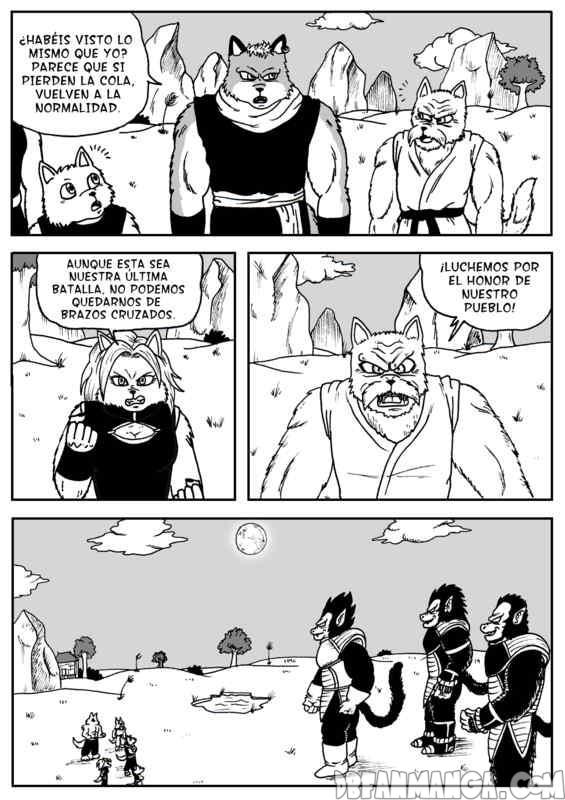 ¿HABÉIS VISTO LO
MISMO QUE YO?
PARECE QUE SI
PIERDEN LA COLA,
VUELVEN A LA
NORMALIDAD.
AUNQUE ESTA SEA
NUESTRA ÚLTIMA
BATALLA, NO PODEMOS
QUEDARNOS DE
BRAZOS CRUZADOS.
¡LUCHEMOS POR
EL HONOR DE
NUESTRO
PUEBLO!
DBFANMANGA.COM